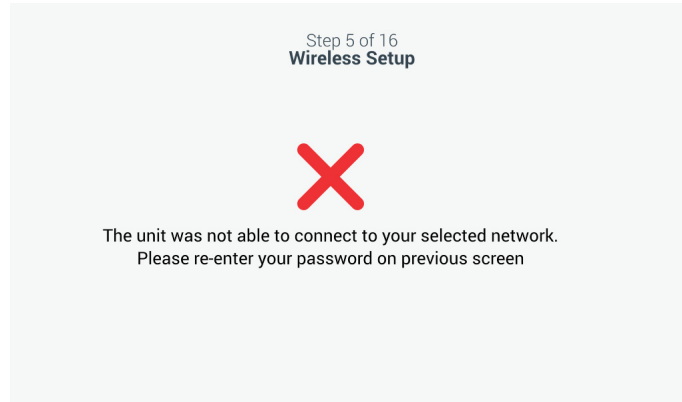 Step 5 of 16
Wireless Setup
The unit was not able to connect to your selected network.
Please re-enter your password on previous screen